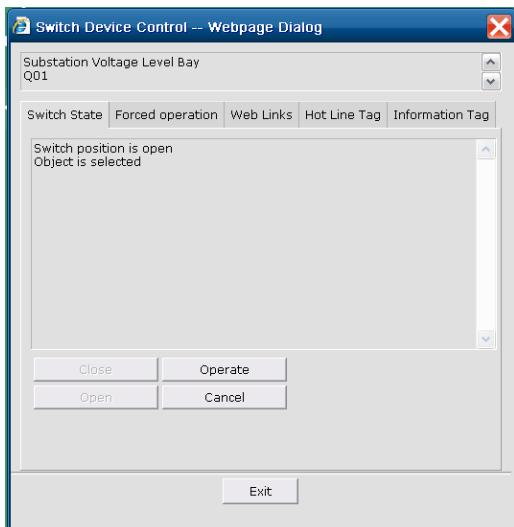 Switch Device Control -- Webpage Dialog
Substation Voltage Level Bay
Q01
Switch State Forced operation Web Links Hot Line Tag Information Tag
Switch position is open
Object is selected
Close Operate
Open Cancel
Exit